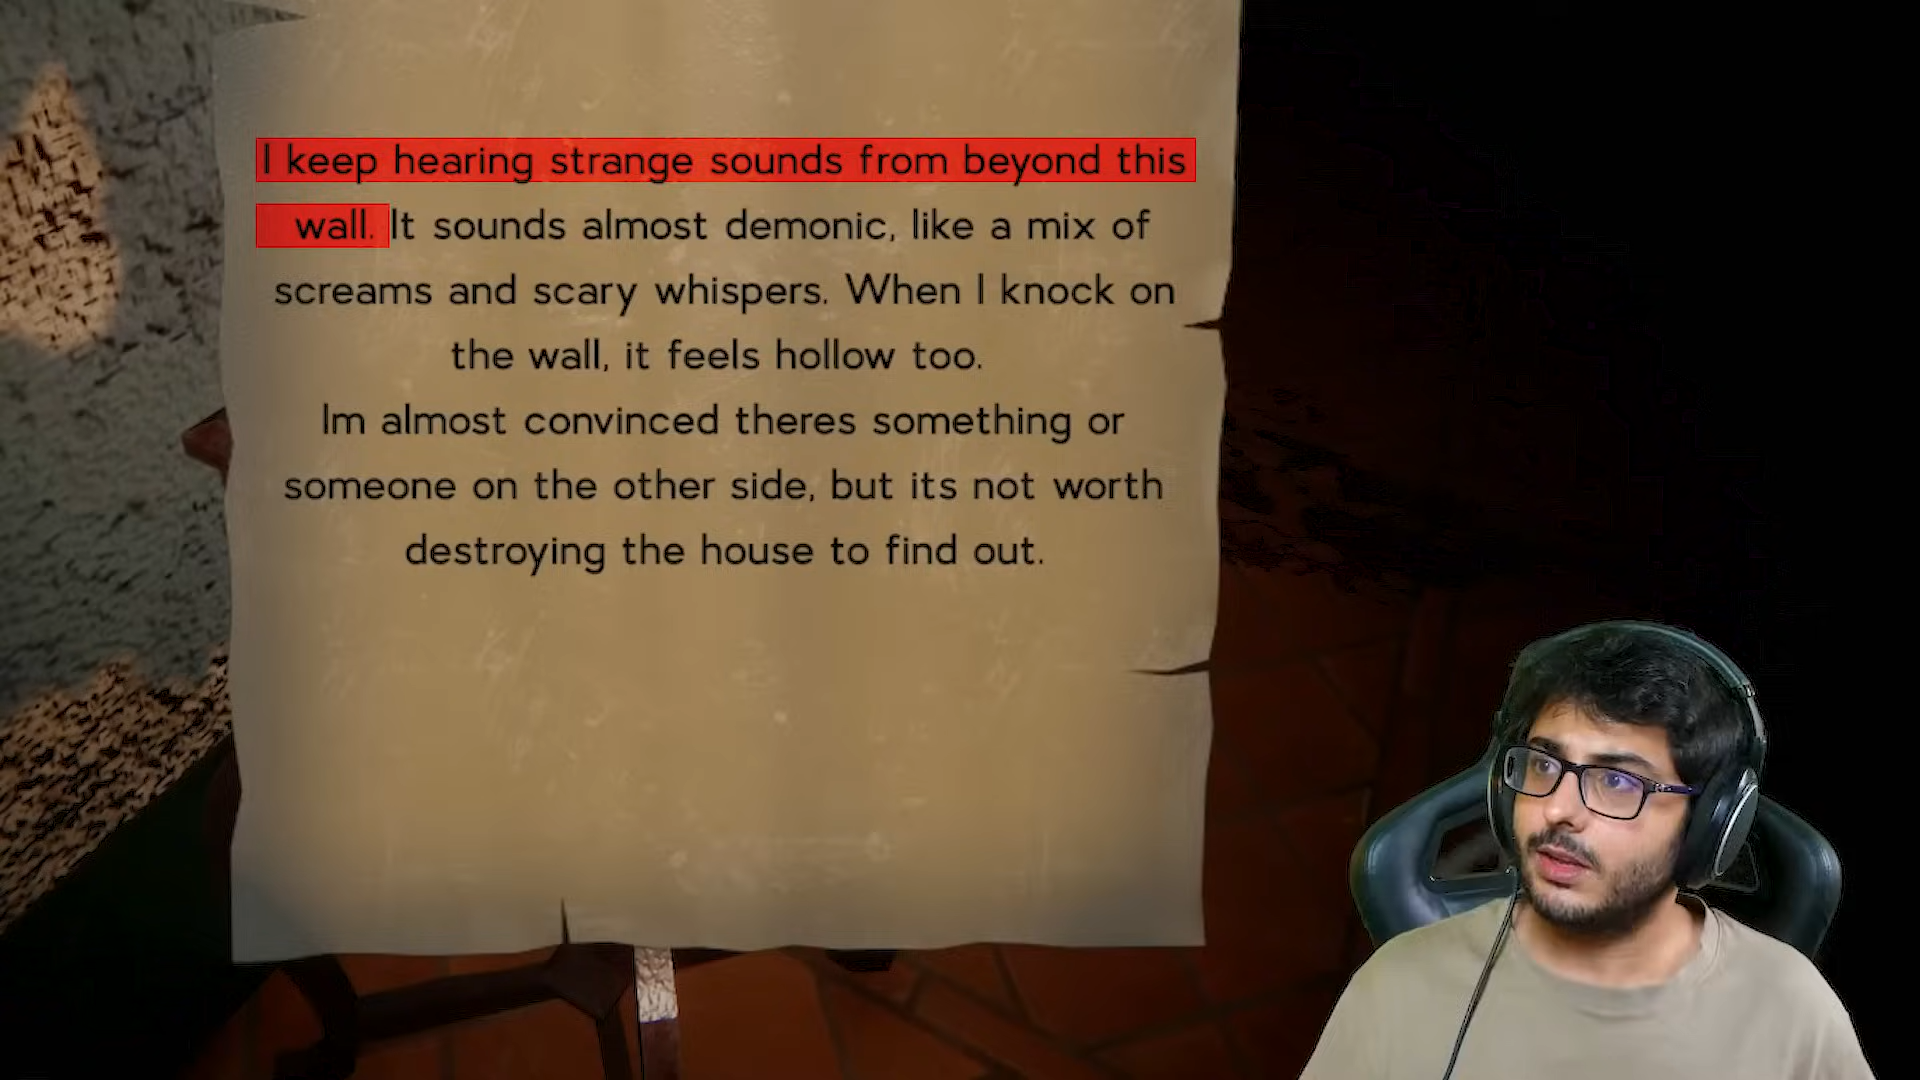 I keep hearing strange sounds from beyond this
wall. It sounds almost demonic, like a mix of
screams and scary whispers. When I knock on
the wall, it feels hollow too.
Im almost convinced theres something or
someone on the other side, but its not worth
destroying the house to find out.